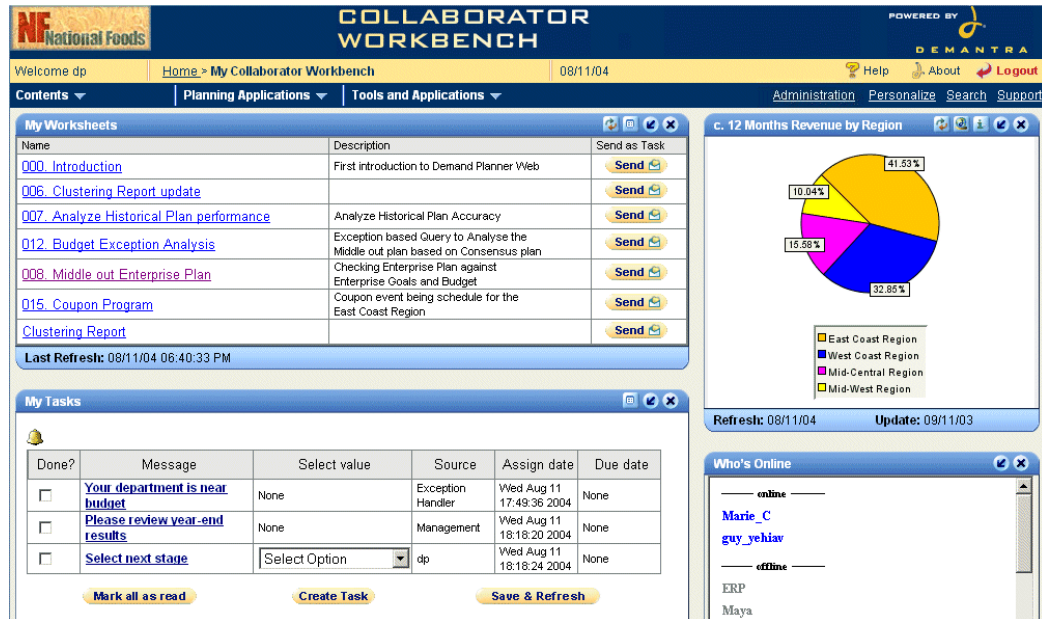 NF National Foods
COLLABORATOR
WORKBENCH
POWERED BY
DEMANTRA
Welcome dp Home > My Collaborator Workbench 08/11/04 Help About Logout
Contents Planning Applications Tools and Applications Administration Personalize Search Support
My Worksheets
Name Description Send as Task
000. Introduction First introduction to Demand Planner Web Send
006. Clustering Report update Send
007. Analyze Historical Plan performance Analyze Historical Plan Accuracy Send
012. Budget Exception Analysis Exception based Query to Analyse the
Middle out plan based on Consensus plan Send
008. Middle out Enterprise Plan Checking Enterprise Plan against
Enterprise Goals and Budget Send
015. Coupon Program Coupon event being schedule for the
East Coast Region Send
Clustering Report Send
Last Refresh: 08/11/04 06:40:33 PM
c. 12 Months Revenue by Region
41.53%
10.04%
15.58%
32.85%
East Coast Region
West Coast Region
Mid-Central Region
Mid-West Region
Refresh: 08/11/04 Update: 09/11/03
My Tasks
Done? Message Select value Source Assign date Due date
Your department is near
budget None Exception
Handler Wed Aug 11
17:49:36 2004 None
Please review year-end
results None Management Wed Aug 11
18:18:20 2004 None
Select next stage Select Option dp Wed Aug 11
18:18:24 2004 None
Mark all as read Create Task Save & Refresh
Who's Online
online
Marie_C
guy_yehiav
offline
ERP
Maya